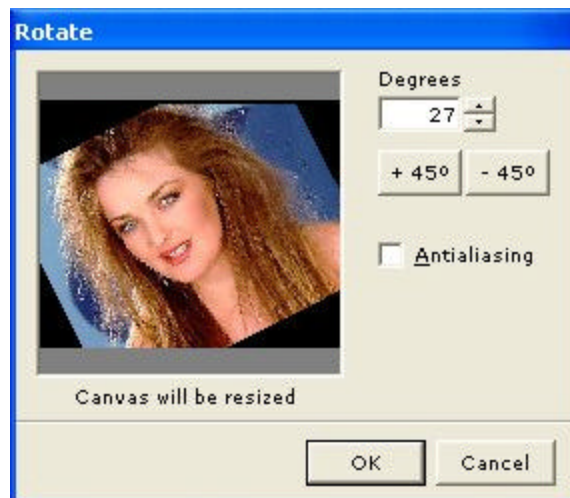 Rotate
Degrees
27
+ 45º - 45º
Antialiasing
Canvas will be resized
OK Cancel